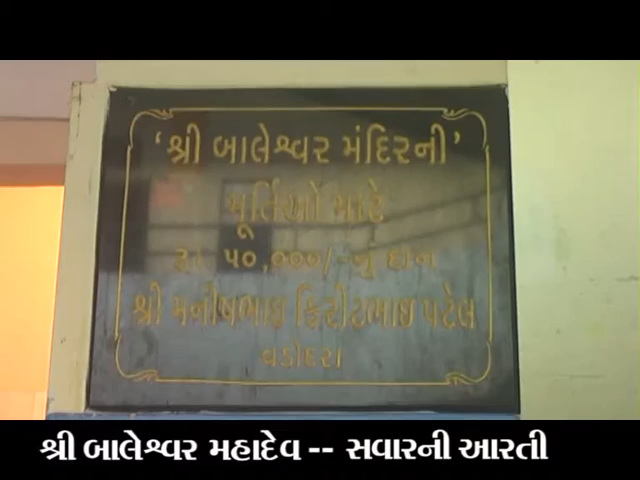 ‘શ્રી બાલેશ્વર મંદિરની’
મૂર્તિઓ માટે
રૂા. ૫૦,૦૦૦/-નું દાન
શ્રી મનીષભાઇ કિરીટભાઇ પટેલ
વડોદરા
શ્રી બાલેશ્વર મહાદેવ -- સવારની આરતી